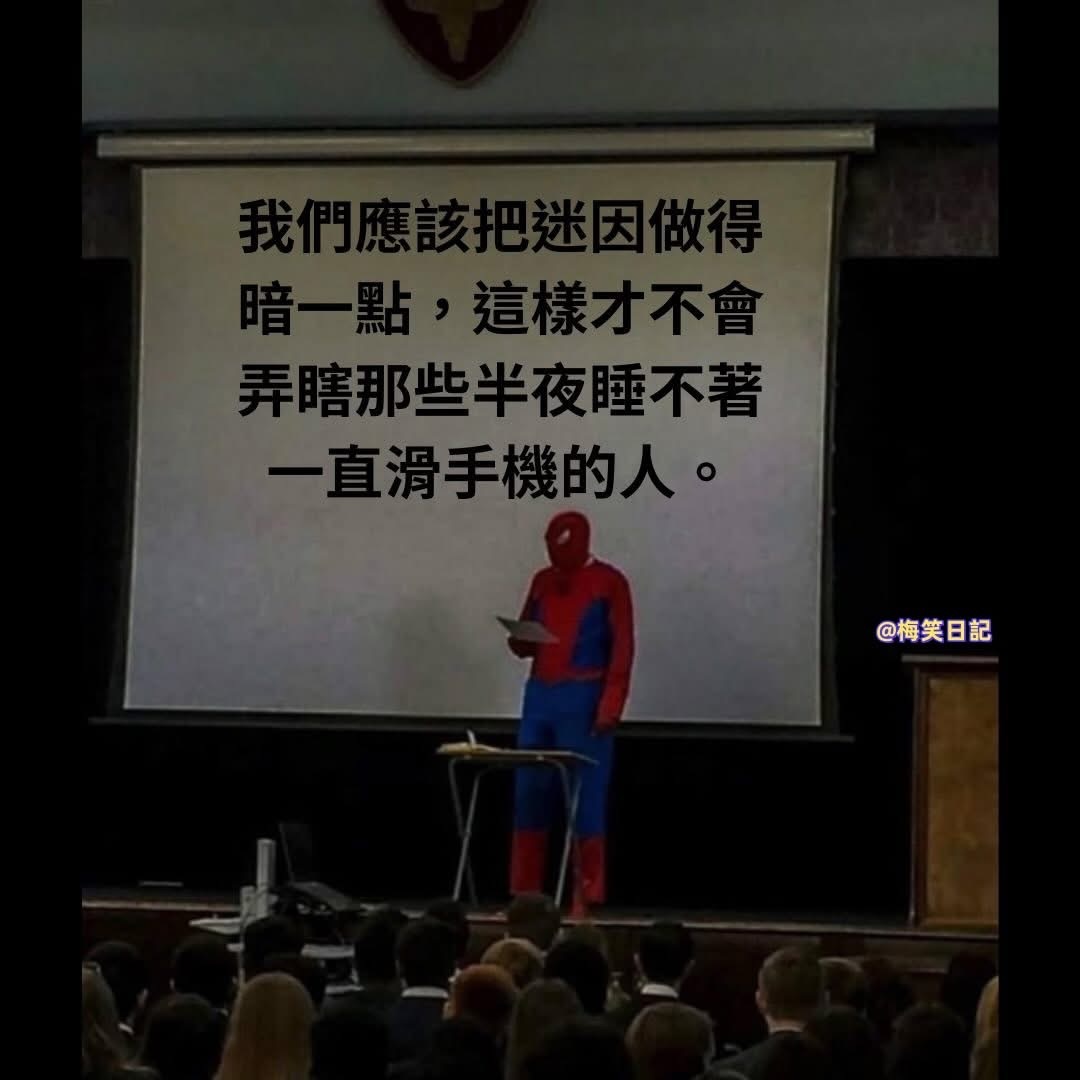 我們應該把迷因做得
暗一點，這樣才不會
弄瞎那些半夜睡不著
一直滑手機的人。
@梅笑日記